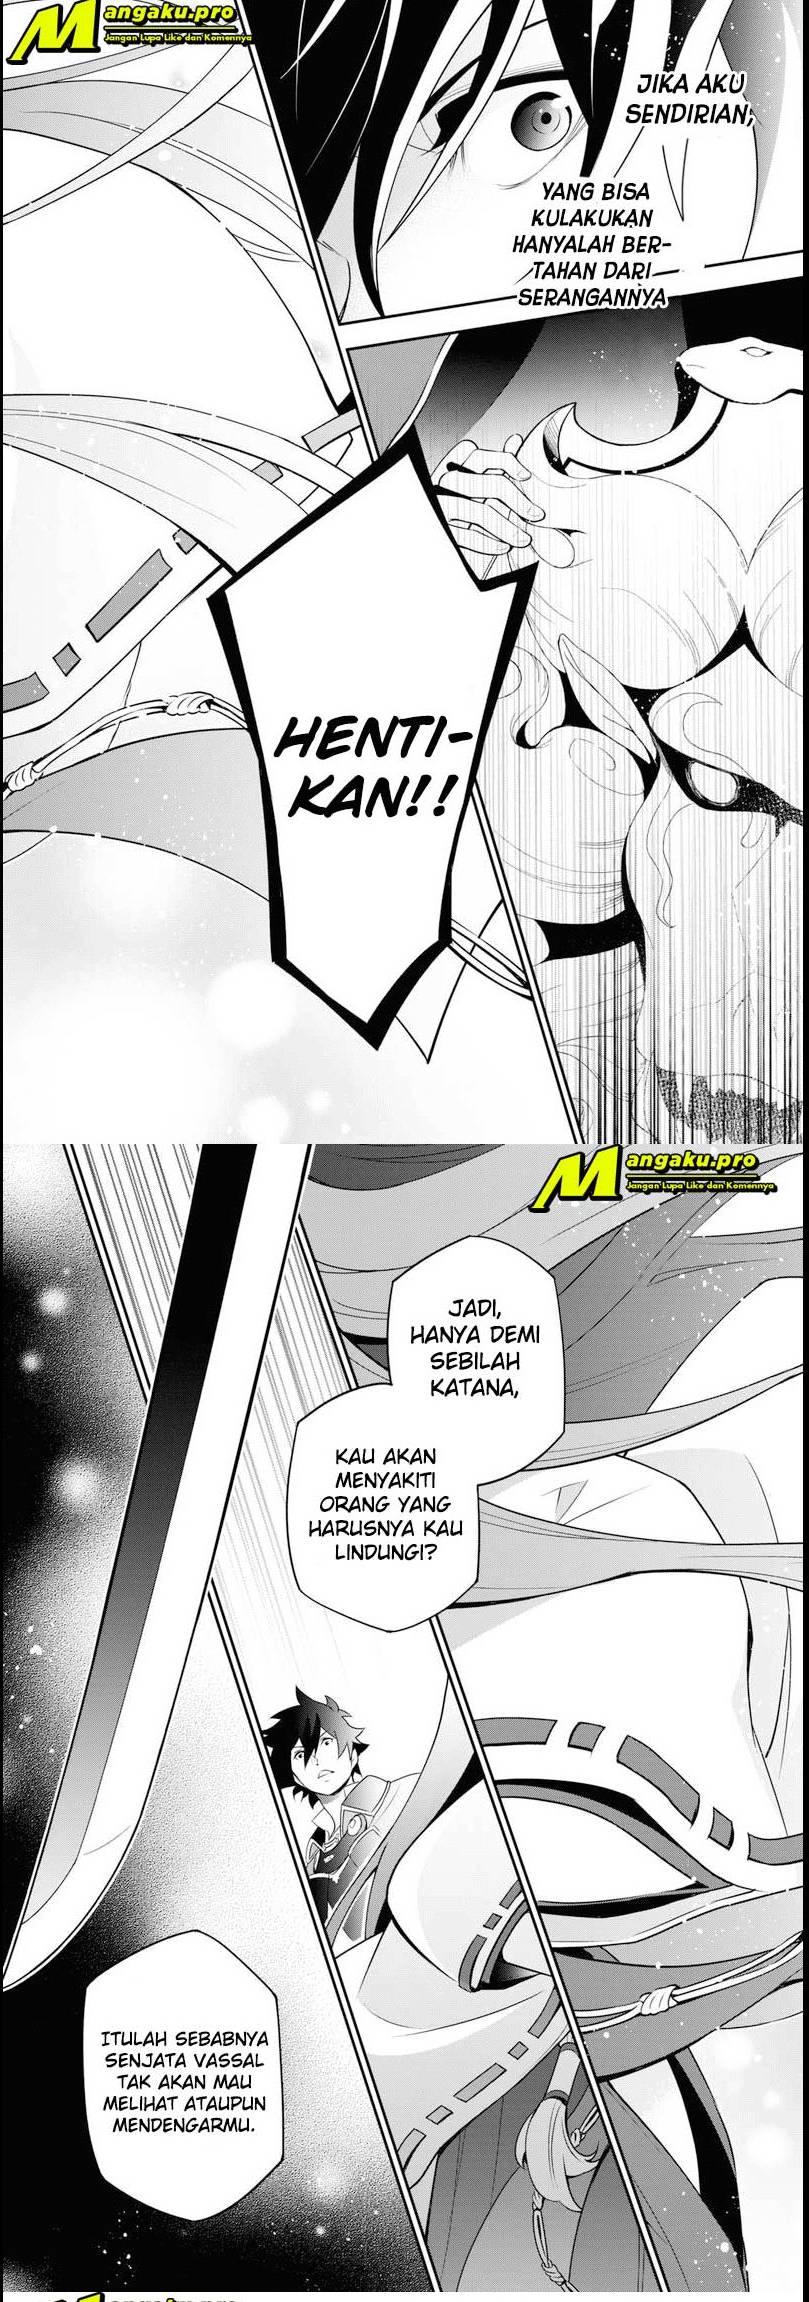 Mangaku.pro
Jangan Lupa Like dan Komennya
JIKA AKU
SENDIRIAN,
YANG BISA
KULAKUKAN
HANYALAH BER-
TAHAN DARI
SERANGANNYA
HENTI-
KAN!!
Mangaku.pro
Jangan Lupa Like dan Komennya
JADI,
HANYA DEMI
SEBILAH
KATANA,
KAU AKAN
MENYAKITI
ORANG YANG
HARUSNYA KAU
LINDUNGI?
ITULAH SEBABNYA
SENJATA VASSAL
TAK AKAN MAU
MELIHAT ATAUPUN
MENDENGARMU.
Mangaku.pro